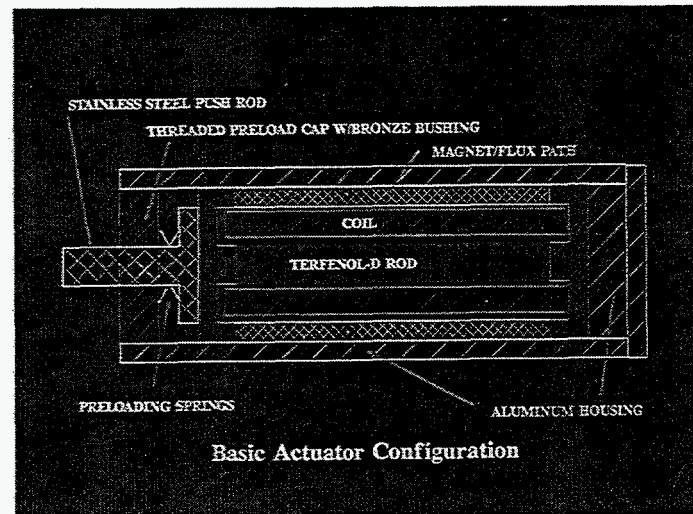 STAINLESS STEEL PUSH ROD
THREADED PRELOAD CAP W/BRONZE BUSHING
MAGNET/FLUX PATH
COIL
TERFENOL-D ROD
PRELOADING SPRINGS
ALUMINUM HOUSING
Basic Actuator Configuration